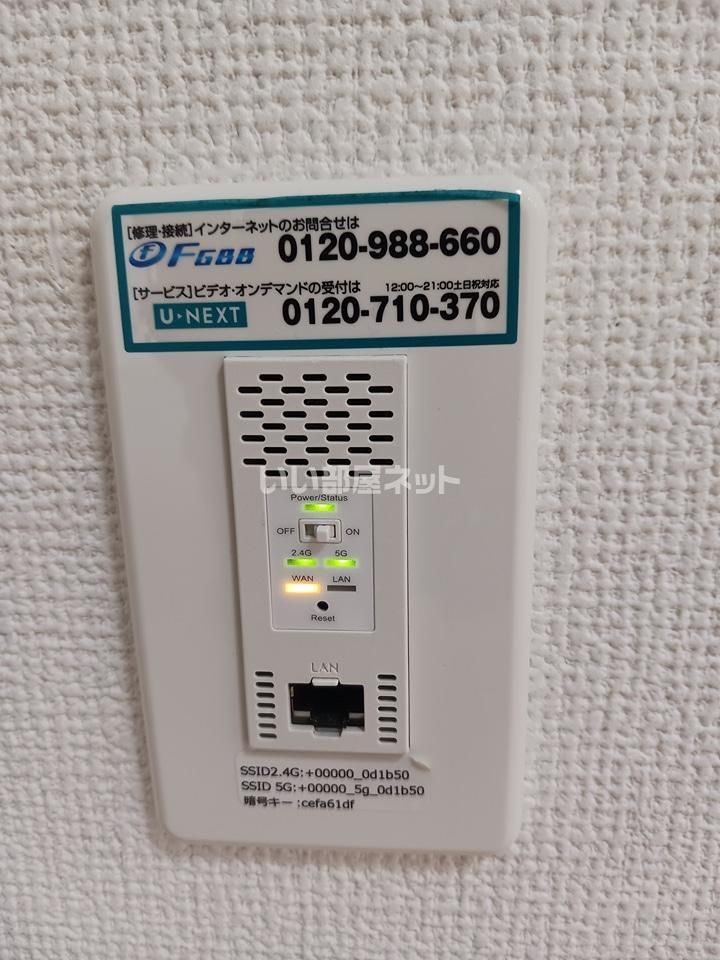 [修理・接続]インターネットのお問合せは
FGBB 0120-988-660
[サービス]ビデオ・オンデマンドの受付は 12:00～21:00土日祝対応
U-NEXT 0120-710-370
いい部屋ネット
Power/Status
OFF ON
2.4G 5G
WAN LAN
Reset
LAN
SSID2.4G:+00000_0d1b50
SSID 5G:+00000_5g_0d1b50
暗号キー :cefa61df